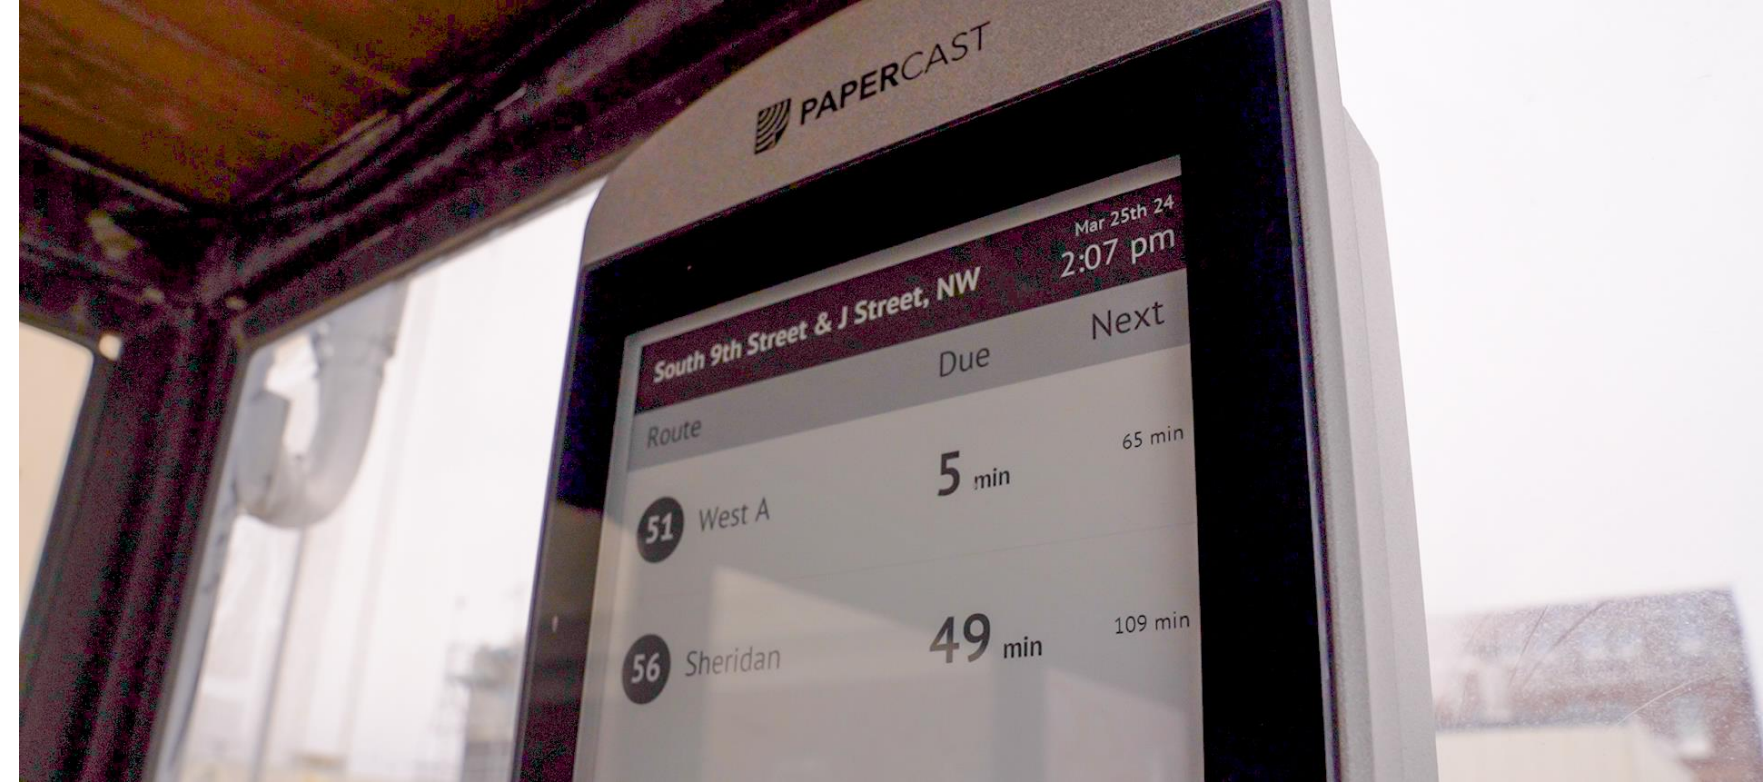 PAPERCAST
Mar 25th 24
South 9th Street & J Street, NW 2:07 pm
Route Due Next
51 West A 5 min 65 min
56 Sheridan 49 min 109 min